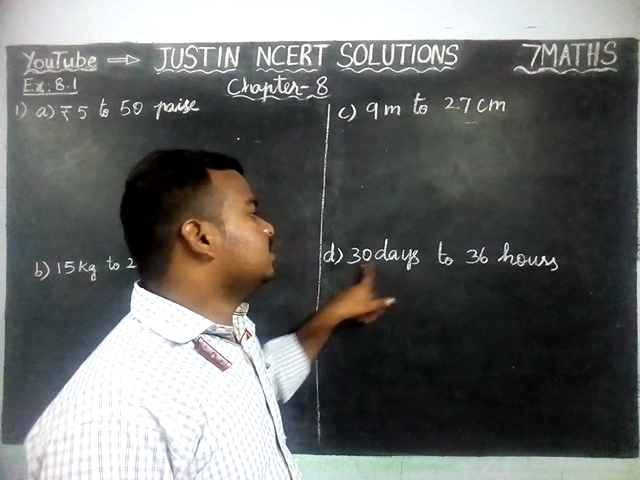 YouTube → JUSTIN NCERT SOLUTIONS 7MATHS
Ex: 8.1 Chapter-8
1) a) ₹5 to 50 paise
b) 15kg to 2
c) 9m to 27cm
d) 30days to 36 hours